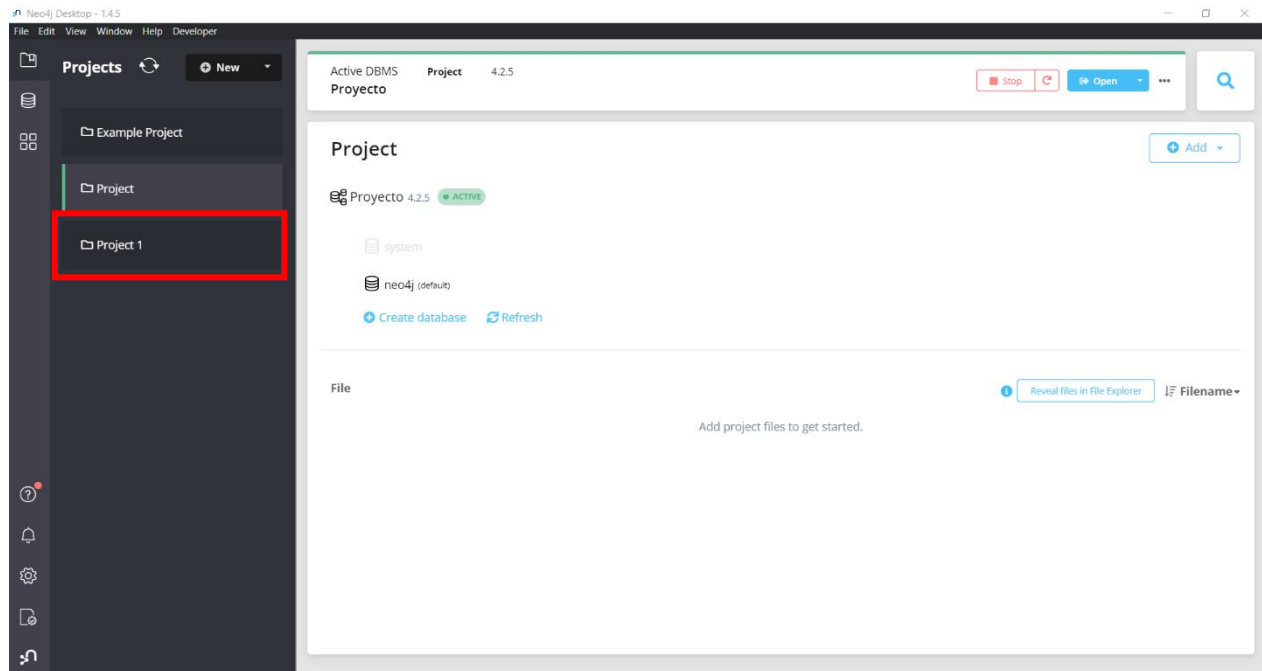 Neo4j Desktop - 1.4.5
File Edit View Window Help Developer
Projects
New
Example Project
Project
Project 1
Active DBMS Project 4.2.5
Proyecto
Stop
Open
Project
Add
Proyecto 4.2.5 ACTIVE
system
neo4j (default)
Create database Refresh
File
Reveal files in File Explorer Filename
Add project files to get started.